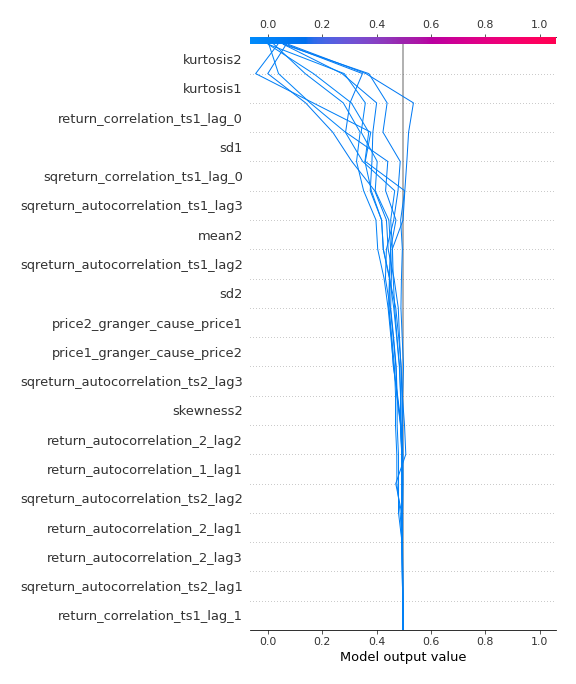 0.0 0.2 0.4 0.6 0.8 1.0
kurtosis2
kurtosis1
return_correlation_ts1_lag_0
sd1
sqreturn_correlation_ts1_lag_0
sqreturn_autocorrelation_ts1_lag3
mean2
sqreturn_autocorrelation_ts1_lag2
sd2
price2_granger_cause_price1
price1_granger_cause_price2
sqreturn_autocorrelation_ts2_lag3
skewness2
return_autocorrelation_2_lag2
return_autocorrelation_1_lag1
sqreturn_autocorrelation_ts2_lag2
return_autocorrelation_2_lag1
return_autocorrelation_2_lag3
sqreturn_autocorrelation_ts2_lag1
return_correlation_ts1_lag_1
0.0 0.2 0.4 0.6 0.8 1.0
Model output value